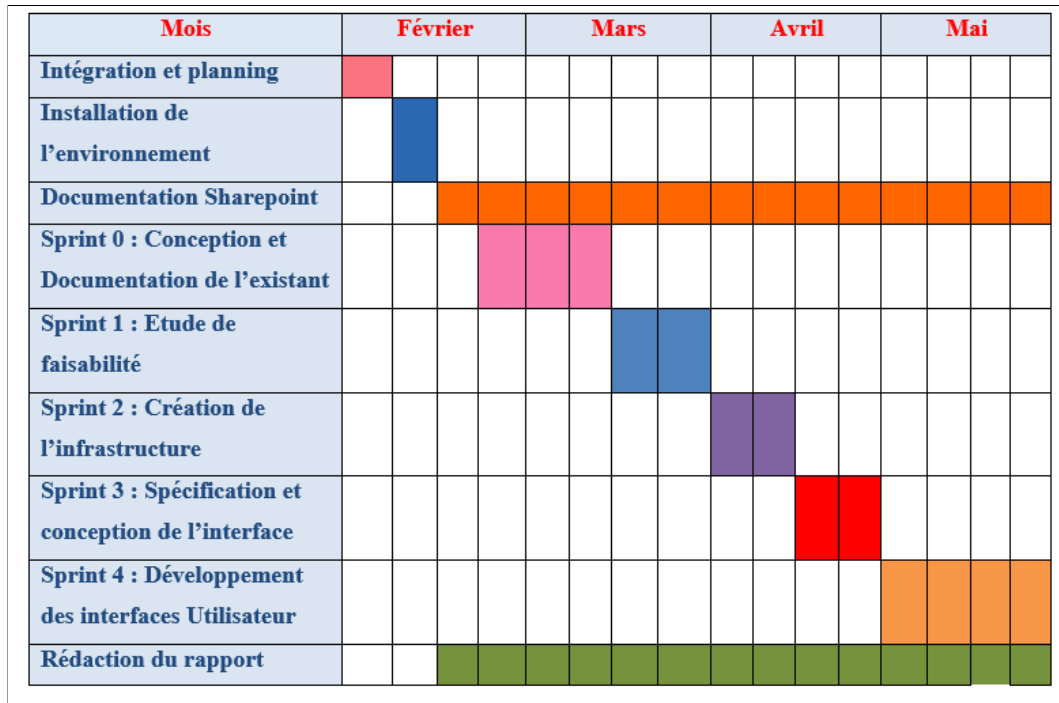 Mois Février Mars Avril Mai
Intégration et planning
Installation de
l’environnement
Documentation Sharepoint
Sprint 0 : Conception et
Documentation de l’existant
Sprint 1 : Etude de
faisabilité
Sprint 2 : Création de
l’infrastructure
Sprint 3 : Spécification et
conception de l’interface
Sprint 4 : Développement
des interfaces Utilisateur
Rédaction du rapport